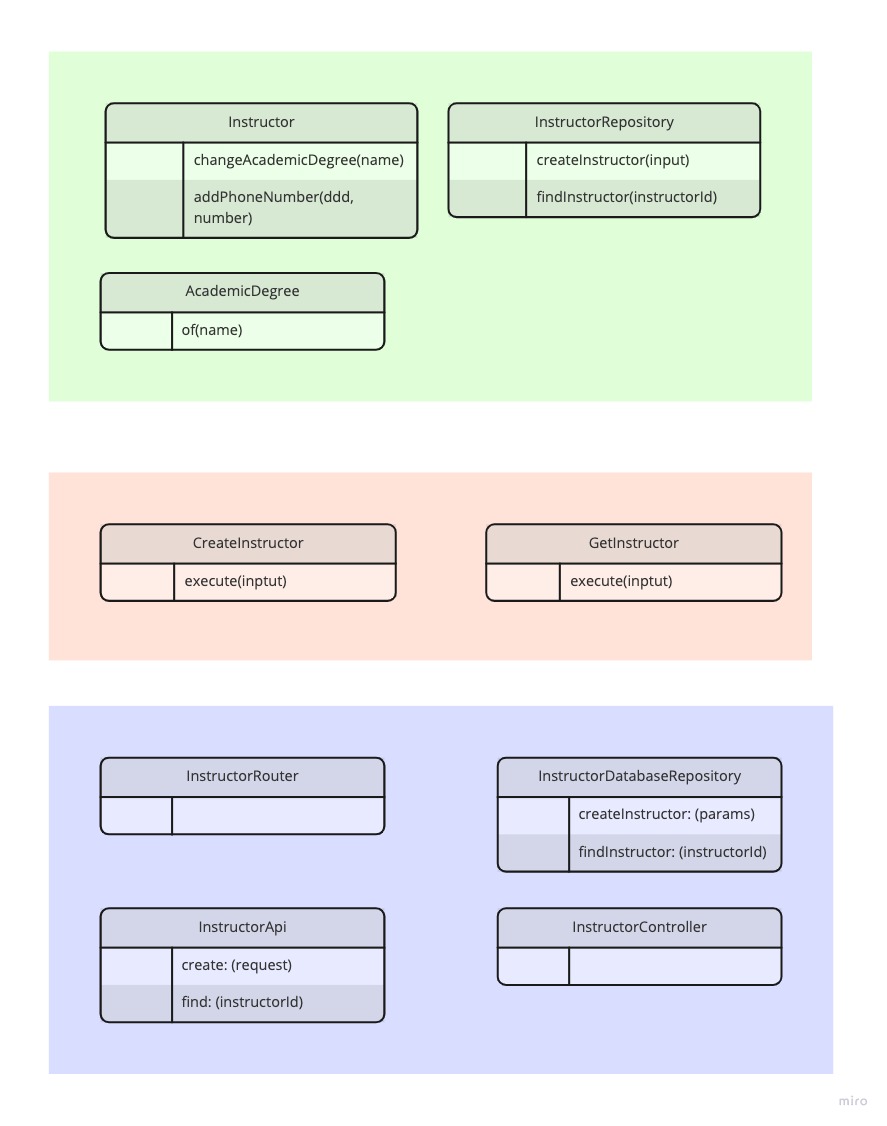 Instructor
changeAcademicDegree(name)
addPhoneNumber(ddd,
number)
InstructorRepository
createInstructor(input)
findInstructor(instructorId)
AcademicDegree
of(name)
CreateInstructor
execute(inptut)
GetInstructor
execute(inptut)
InstructorRouter
InstructorDatabaseRepository
createInstructor: (params)
findInstructor: (instructorId)
InstructorApi
create: (request)
find: (instructorId)
InstructorController
miro